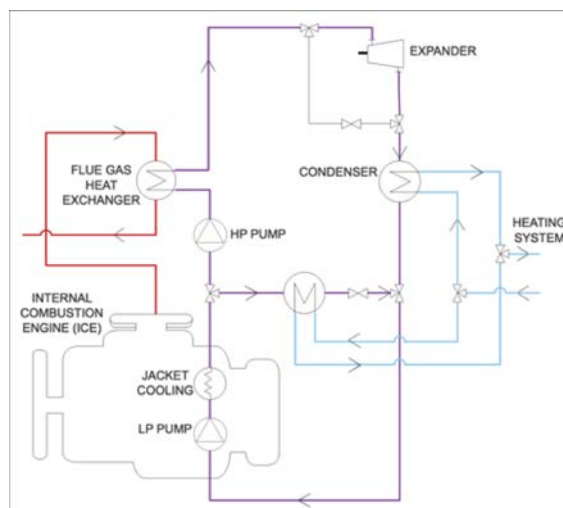 EXPANDER
FLUE GAS
HEAT
EXCHANGER
CONDENSER
HP PUMP
HEATING
SYSTEM
INTERNAL
COMBUSTION
ENGINE (ICE)
JACKET
COOLING
LP PUMP